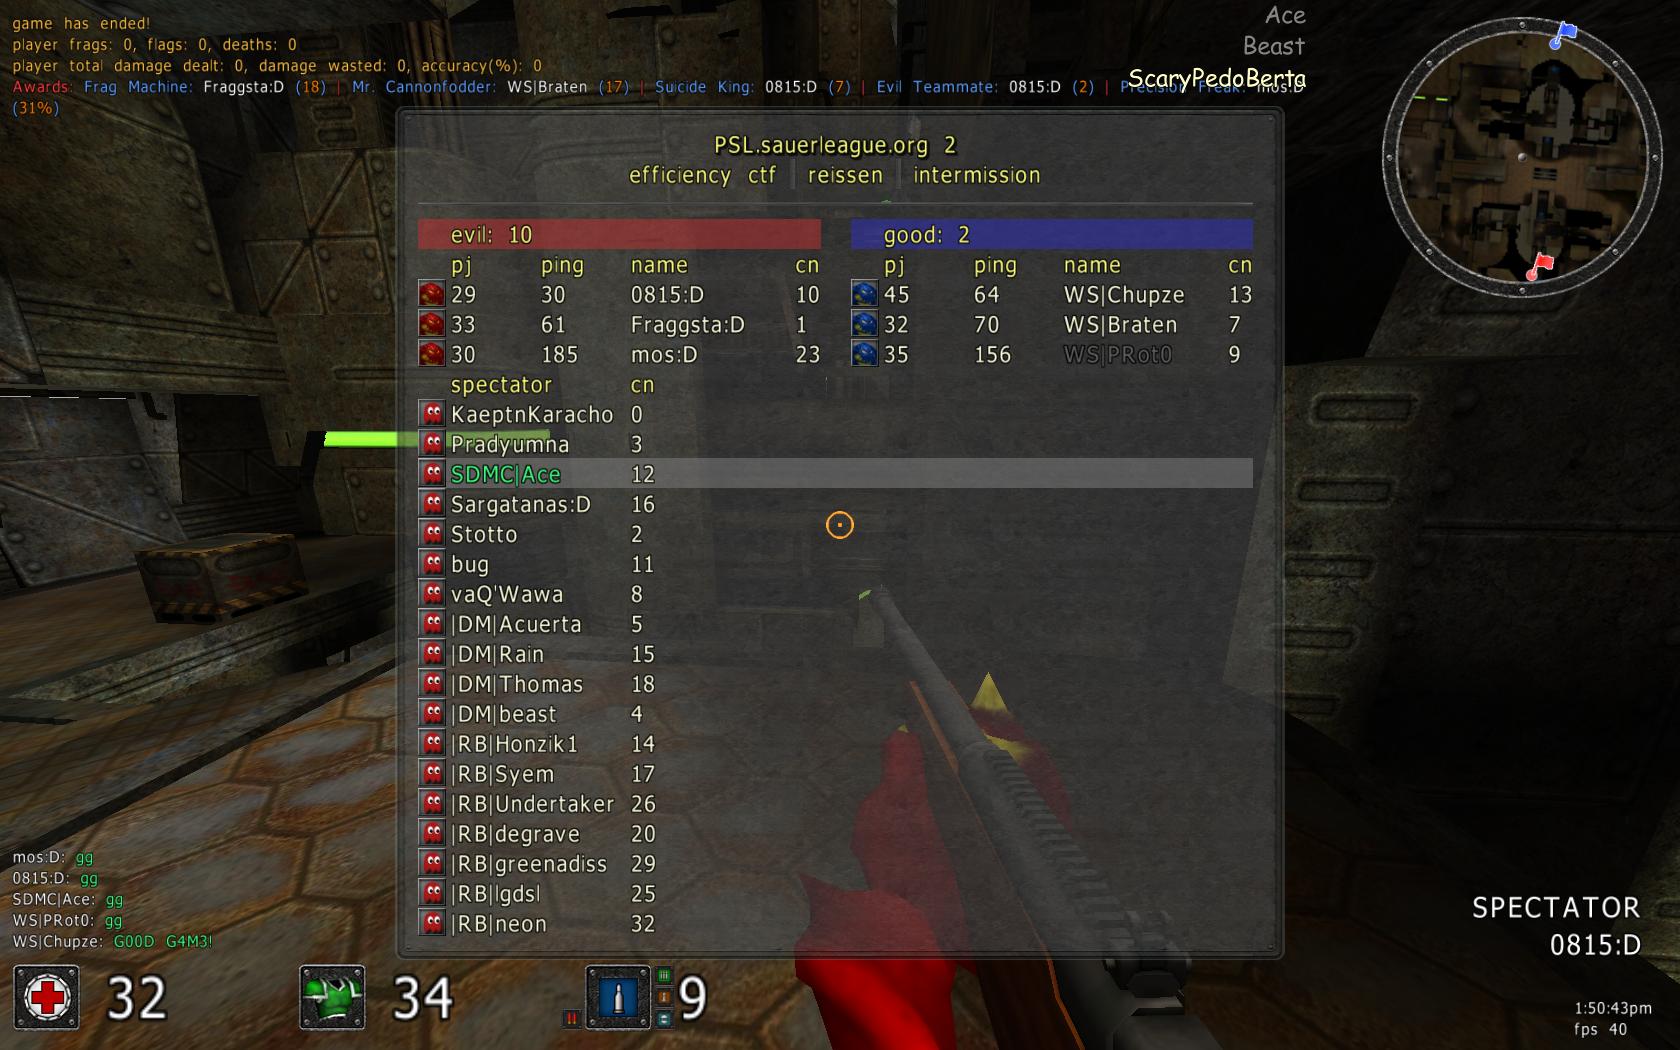 game has ended!
player frags: 0, flags: 0, deaths: 0
player total damage dealt: 0, damage wasted: 0, accuracy(%): 0
Awards: Frag Machine: Fraggsta:D (18) | Mr. Cannonfodder: WS|Braten (17) | Suicide King: 0815:D (7) | Evil Teammate: 0815:D (2) | Precision Freak: mos:D
(31%)
Ace
Beast
ScaryPedoBerta
PSL.sauerleague.org 2
efficiency ctf | reissen | intermission
evil: 10 good: 2
pj ping name cn pj ping name cn
29 30 0815:D 10 45 64 WS|Chupze 13
33 61 Fraggsta:D 1 32 70 WS|Braten 7
30 185 mos:D 23 35 156 WS|PRot0 9
spectator cn
KaeptnKaracho 0
Pradyumna 3
SDMC|Ace 12
Sargatanas:D 16
Stotto 2
bug 11
vaQ'Wawa 8
|DM|Acuerta 5
|DM|Rain 15
|DM|Thomas 18
|DM|beast 4
|RB|Honzik1 14
|RB|Syem 17
|RB|Undertaker 26
|RB|degrave 20
|RB|greenadiss 29
|RB|lgdsl 25
|RB|neon 32
mos:D: gg
0815:D: gg
SDMC|Ace: gg
WS|PRot0: gg
WS|Chupze: G00D G4M3!
32 34 9
SPECTATOR
0815:D
1:50:43pm
fps 40